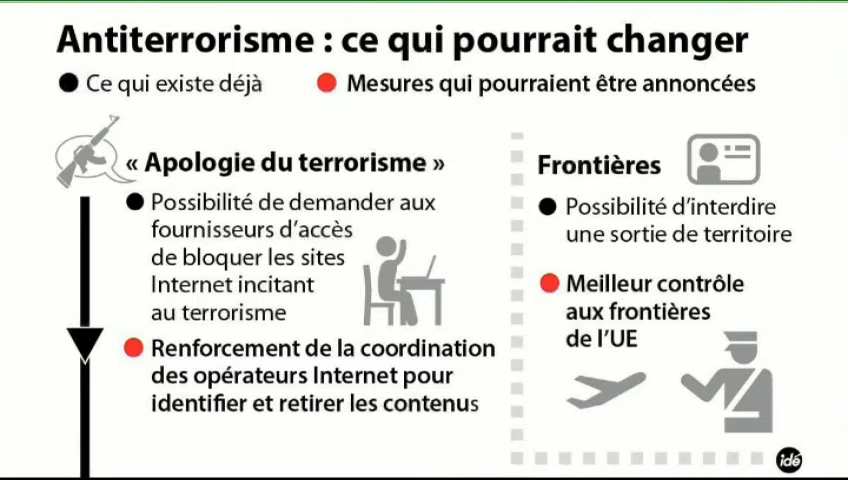 Antiterrorisme : ce qui pourrait changer
Ce qui existe déjà
Mesures qui pourraient être annoncées
« Apologie du terrorisme »
Possibilité de demander aux
fournisseurs d'accès
de bloquer les sites
Internet incitant
au terrorisme
Renforcement de la coordination
des opérateurs Internet pour
identifier et retirer les contenus
Frontières
Possibilité d'interdire
une sortie de territoire
Meilleur contrôle
aux frontières
de l'UE
idé